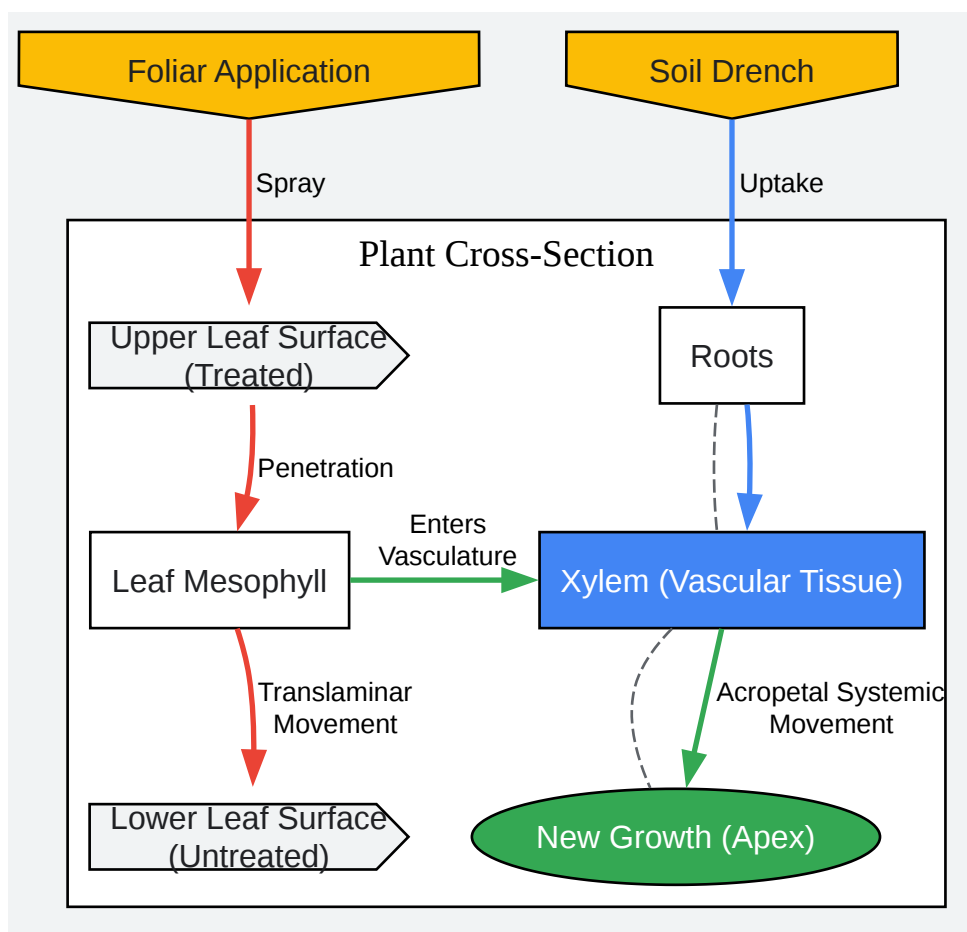 Foliar Application
Soil Drench
Spray
Uptake
Plant Cross-Section
Upper Leaf Surface
(Treated)
Roots
Penetration
Enters
Vasculature
Leaf Mesophyll
Xylem (Vascular Tissue)
Translaminar
Movement
Acropetal Systemic
Movement
Lower Leaf Surface
(Untreated)
New Growth (Apex)